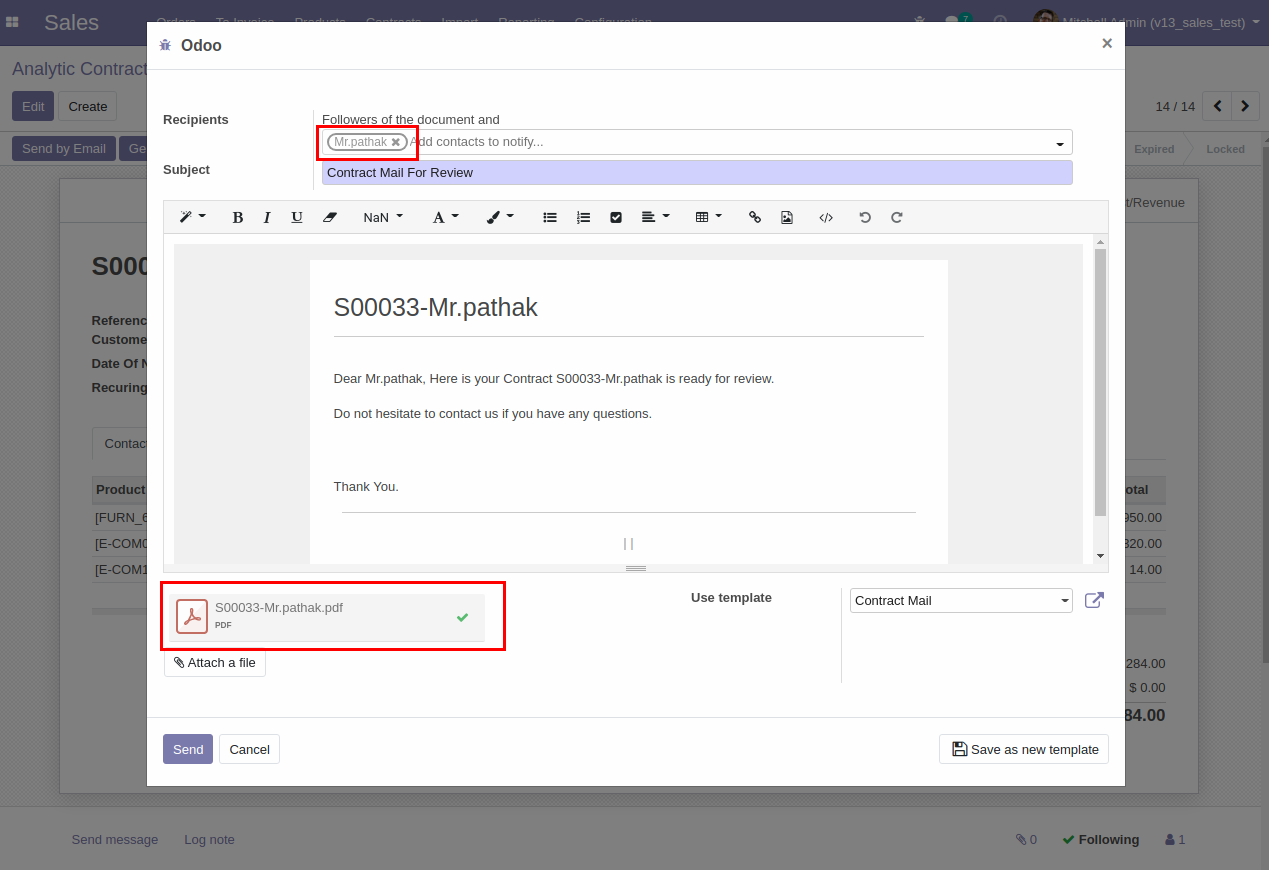 Sales Orders To Invoice Products Contracts Import Reporting Configuration 7 Mitchell Admin (v13_sales_test)
Odoo ×
Analytic Contract
Edit Create
14 / 14
Send by Email Ge
Expired Locked
Recipients
Followers of the document and
Mr.pathak Add contacts to notify...
Subject
Contract Mail For Review
t/Revenue
B I U NaN A
S000
Reference
Custome
Date Of N
Recuring
S00033-Mr.pathak
Dear Mr.pathak, Here is your Contract S00033-Mr.pathak is ready for review.
Do not hesitate to contact us if you have any questions.
Thank You.
Contac
Product
otal
[FURN_6
950.00
[E-COM0
320.00
[E-COM1
14.00
S00033-Mr.pathak.pdf
PDF
Use template
Contract Mail
Attach a file
284.00
$ 0.00
84.00
Send Cancel
Save as new template
Send message Log note
0 Following 1